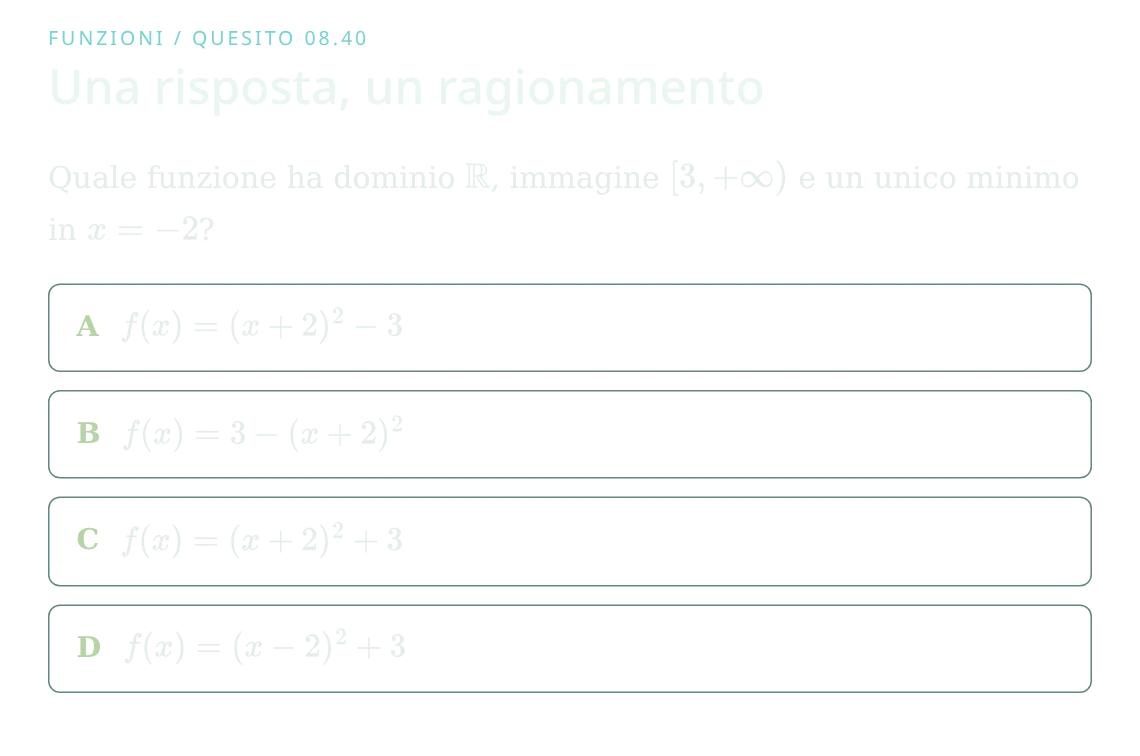 FUNZIONI / QUESITO 08.40
Una risposta, un ragionamento
Quale funzione ha dominio ℝ, immagine [3, +∞) e un unico minimo
in x = −2?
A f(x) = (x + 2)² − 3
B f(x) = 3 − (x + 2)²
C f(x) = (x + 2)² + 3
D f(x) = (x − 2)² + 3